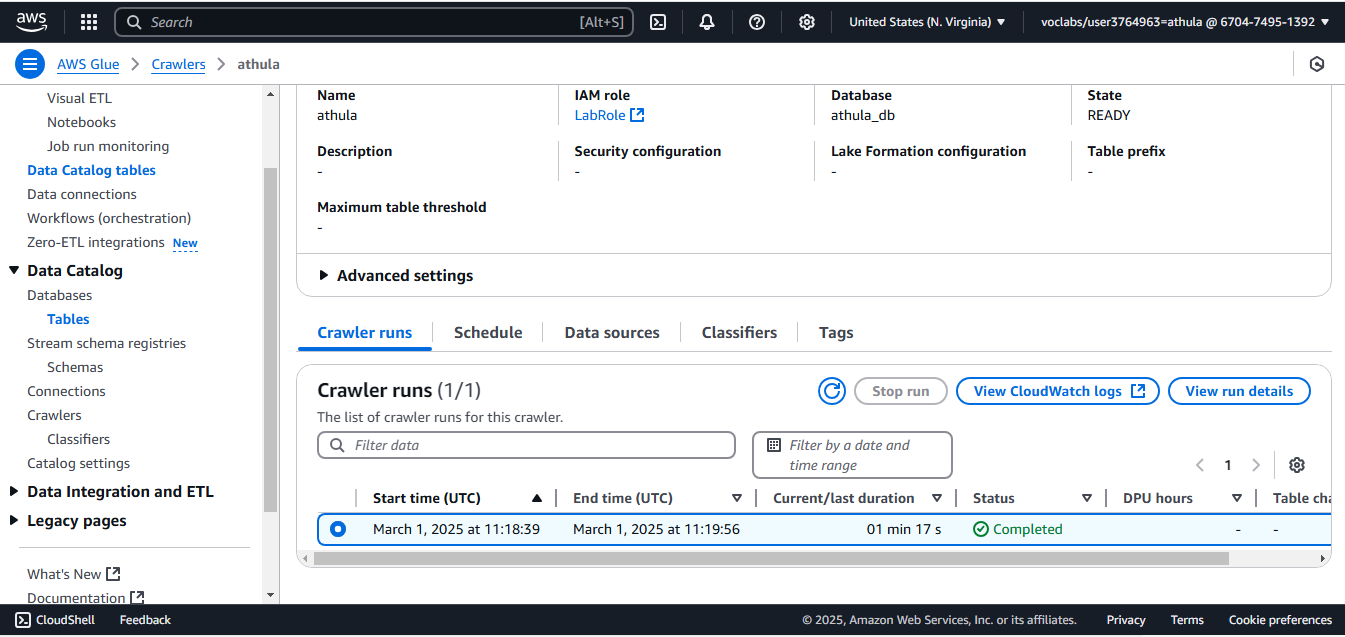 aws
Search [Alt+S] United States (N. Virginia) voclabs/user3764963=athula @ 6704-7495-1392
AWS Glue Crawlers athula
Visual ETL
Notebooks
Job run monitoring
Data Catalog tables
Data connections
Workflows (orchestration)
Zero-ETL integrations New
Data Catalog
Databases
Tables
Stream schema registries
Schemas
Connections
Crawlers
Classifiers
Catalog settings
Data Integration and ETL
Legacy pages
What's New
Documentation
Name
athula
IAM role
LabRole
Database
athula_db
State
READY
Description
-
Security configuration
-
Lake Formation configuration
-
Table prefix
-
Maximum table threshold
-
Advanced settings
Crawler runs Schedule Data sources Classifiers Tags
Crawler runs (1/1)
Stop run View CloudWatch logs View run details
The list of crawler runs for this crawler.
Filter data
Filter by a date and
time range
1
Start time (UTC) End time (UTC) Current/last duration Status DPU hours Table cha
March 1, 2025 at 11:18:39 March 1, 2025 at 11:19:56 01 min 17 s Completed - -
CloudShell Feedback © 2025, Amazon Web Services, Inc. or its affiliates. Privacy Terms Cookie preferences